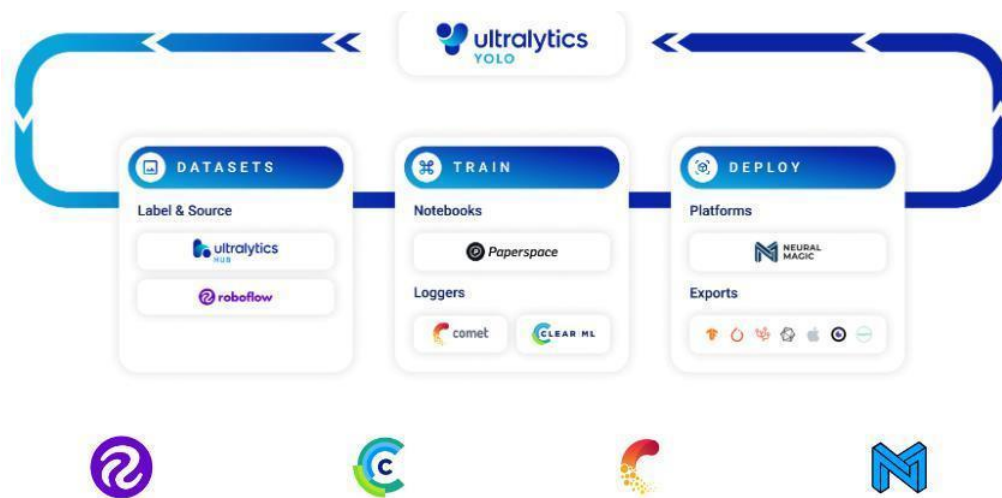 ultralytics
YOLO
DATASETS
Label & Source
ultralytics
HUB
roboflow
TRAIN
Notebooks
Paperspace
Loggers
comet
CLEAR ML
DEPLOY
Platforms
NEURAL
MAGIC
Exports
C